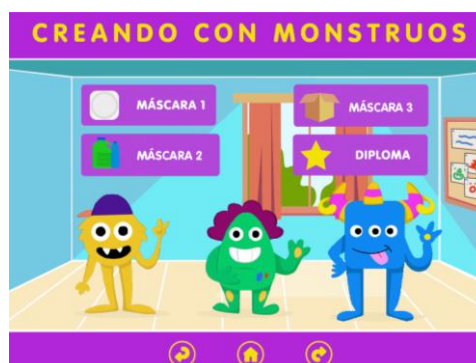 CREANDO CON MONSTRUOS
MÁSCARA 1
MÁSCARA 2
MÁSCARA 3
DIPLOMA